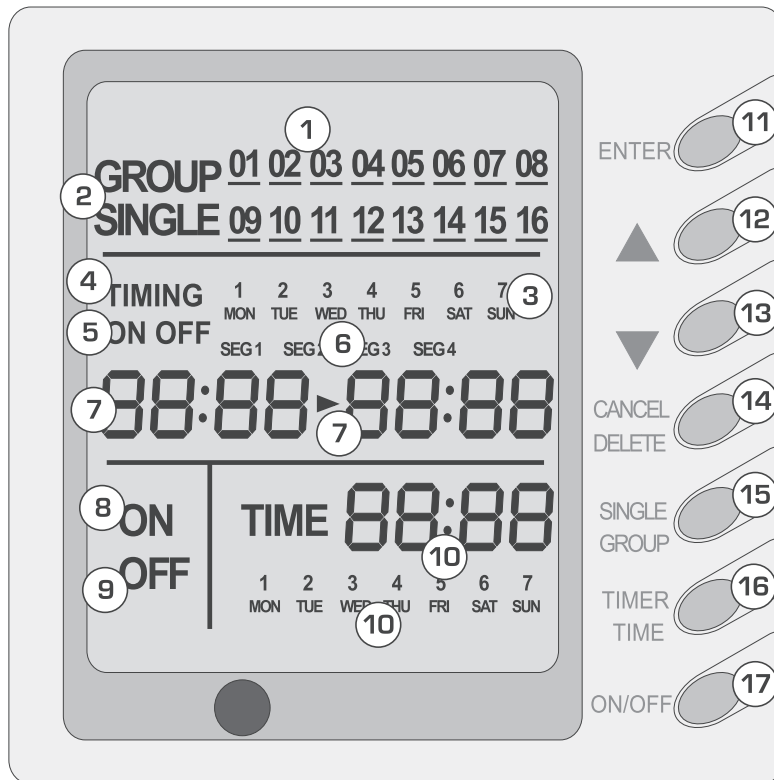 1
GROUP 01 02 03 04 05 06 07 08
2
SINGLE 09 10 11 12 13 14 15 16
4 TIMING 1 2 3 4 5 6 7 3
MON TUE WED THU FRI SAT SUN
5 ON OFF
SEG1 SEG2 6 SEG3 SEG4
7 88:88 88:88
7
8 ON TIME 88:88
9 OFF 10
1 2 3 4 5 6 7
MON TUE WED THU FRI SAT SUN
10
ENTER 11
12
13
CANCEL 14
DELETE
SINGLE 15
GROUP
TIMER 16
TIME
ON/OFF 17